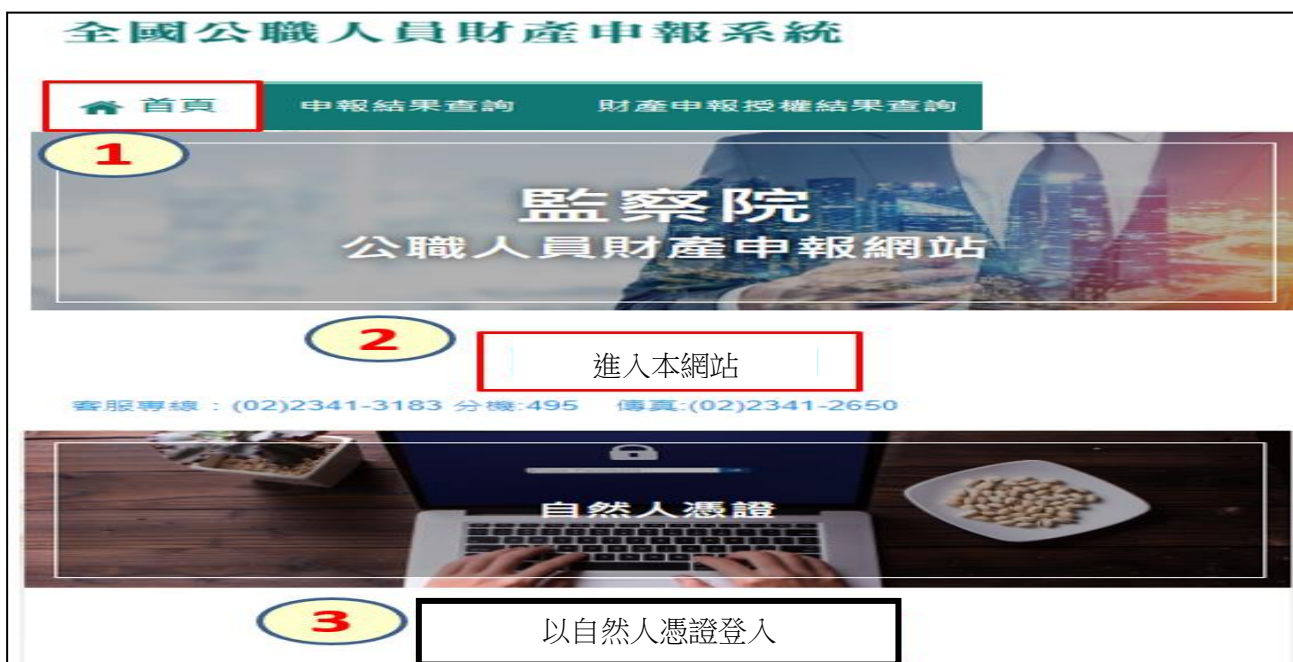 全國公職人員財產申報系統
首頁 申報結果查詢 財產申報授權結果查詢
1
監察院
公職人員財產申報網站
2
進入本網站
客服專線：(02)2341-3183 分機:495 傳真:(02)2341-2650
自然人憑證
3
以自然人憑證登入